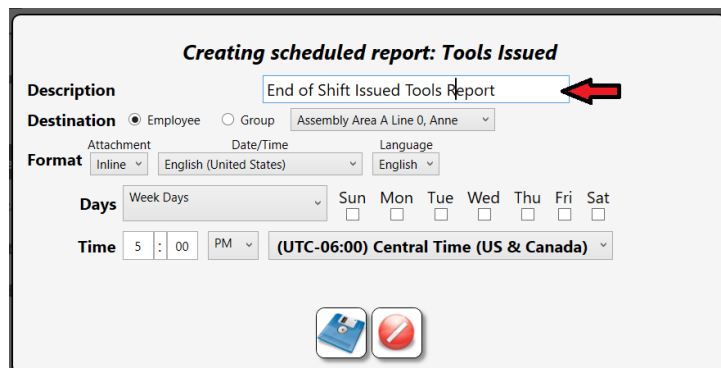 Creating scheduled report: Tools Issued
Description End of Shift Issued Tools Report
Destination Employee Group Assembly Area A Line 0, Anne
Attachment Date/Time Language
Format Inline English (United States) English
Days Week Days Sun Mon Tue Wed Thu Fri Sat
Time 5 : 00 PM (UTC-06:00) Central Time (US & Canada)